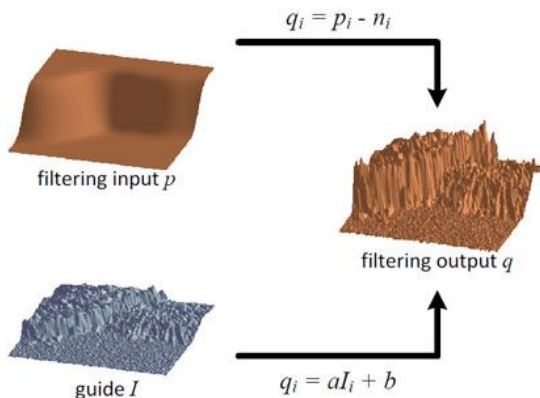 qi = pi - ni
filtering input p
filtering output q
guide I
qi = aIi + b